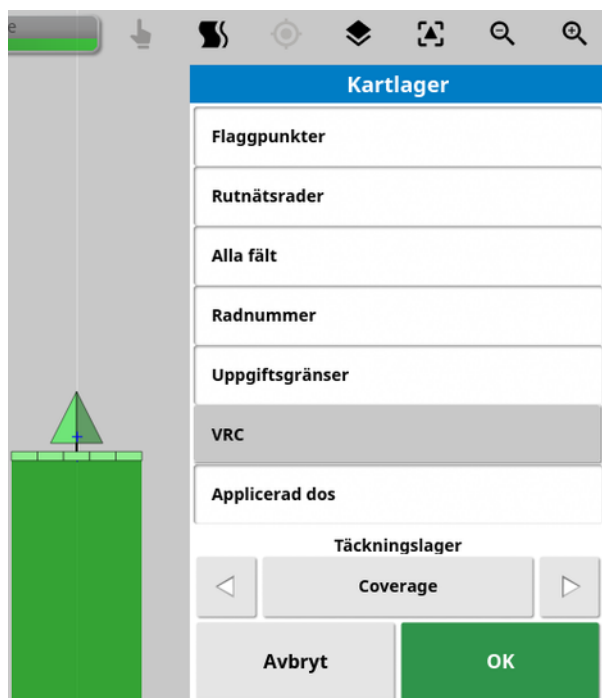 e
Kartlager
Flaggpunkter
Rutnätsrader
Alla fält
Radnummer
Uppgiftsgränser
VRC
Applicerad dos
Täckningslager
Coverage
Avbryt
OK